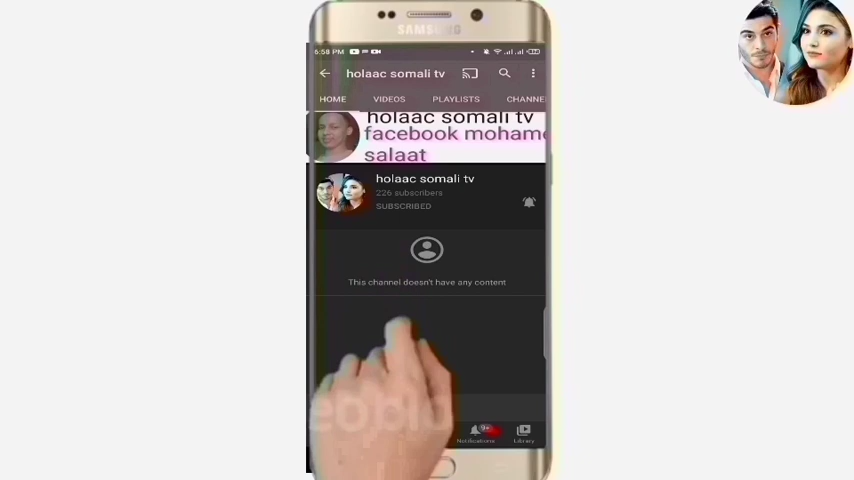 SAMSUNG
6:58 PM
holaac somali tv
HOME VIDEOS PLAYLISTS CHANNE
holaac somali tv
facebook mohame
salaat
holaac somali tv
226 subscribers
SUBSCRIBED
This channel doesn't have any content
9+
Notifications Library